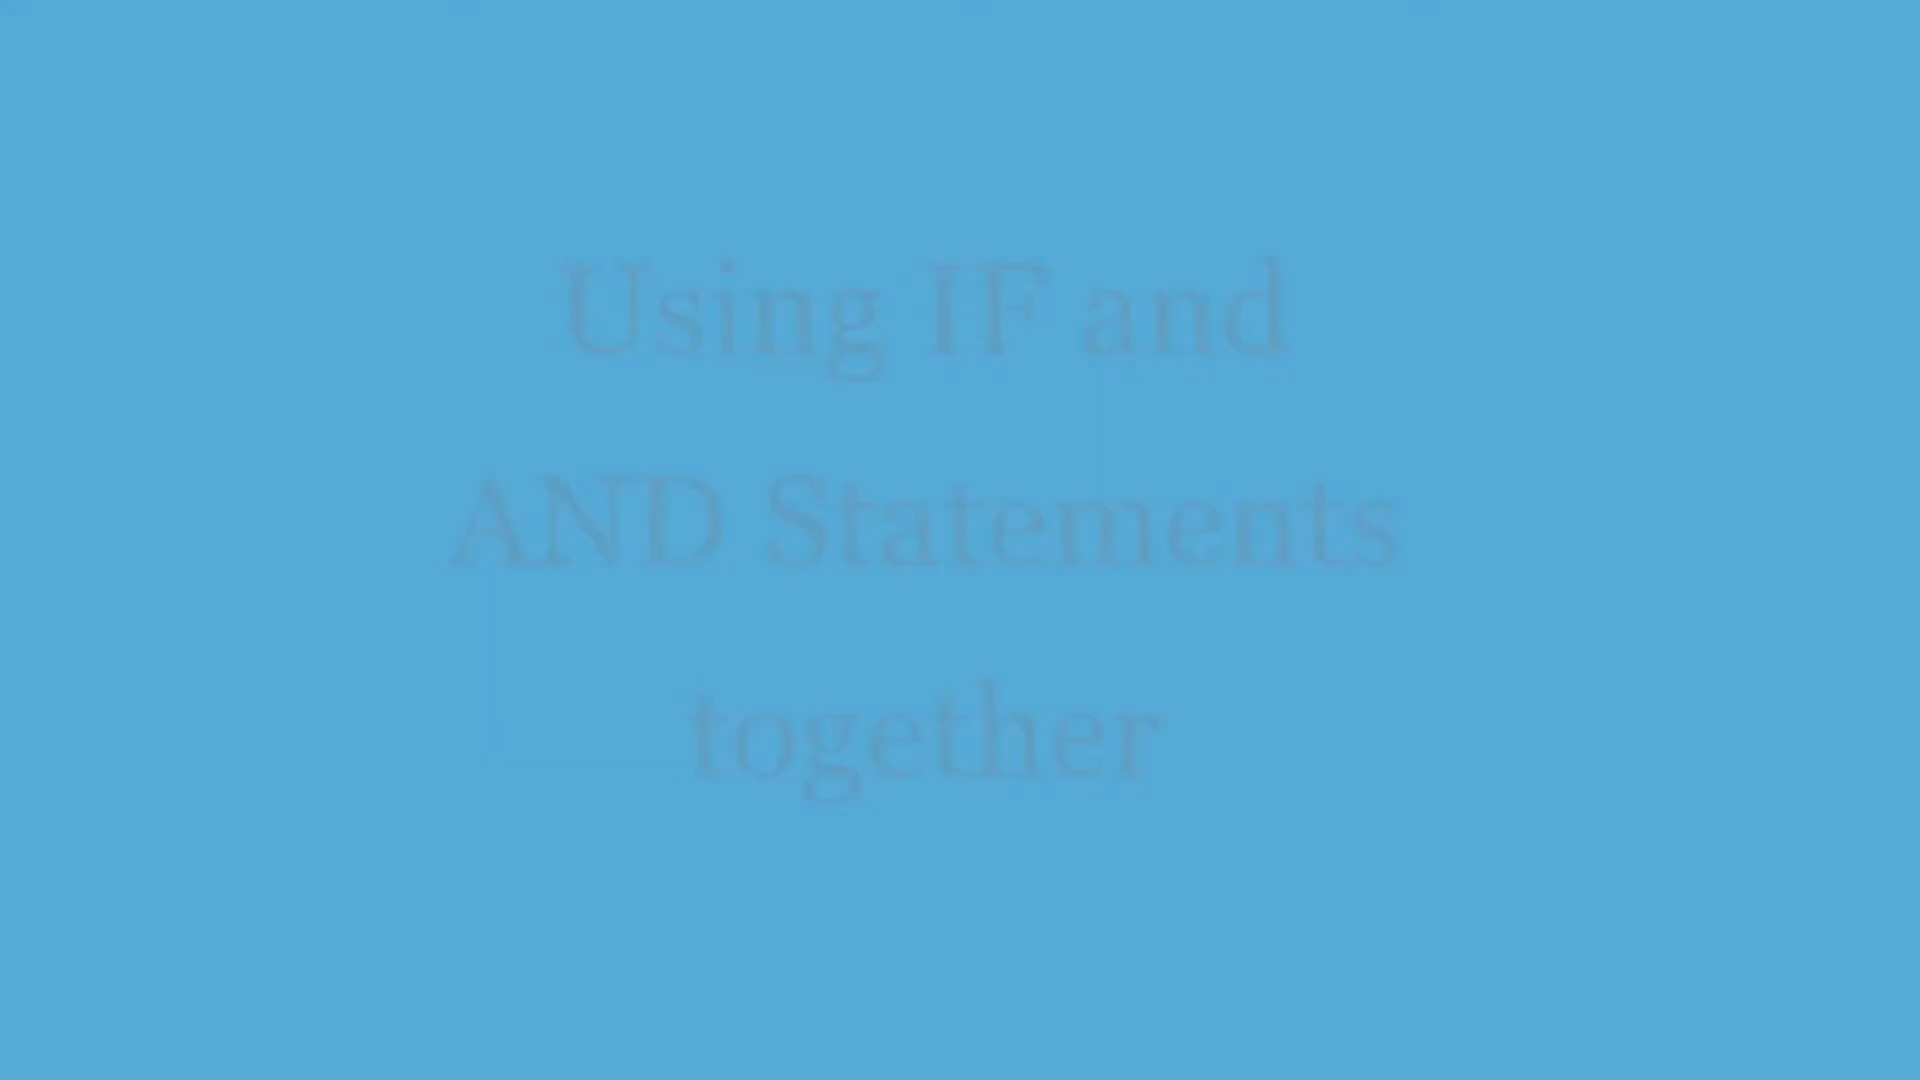 Using IF and
AND Statements
together